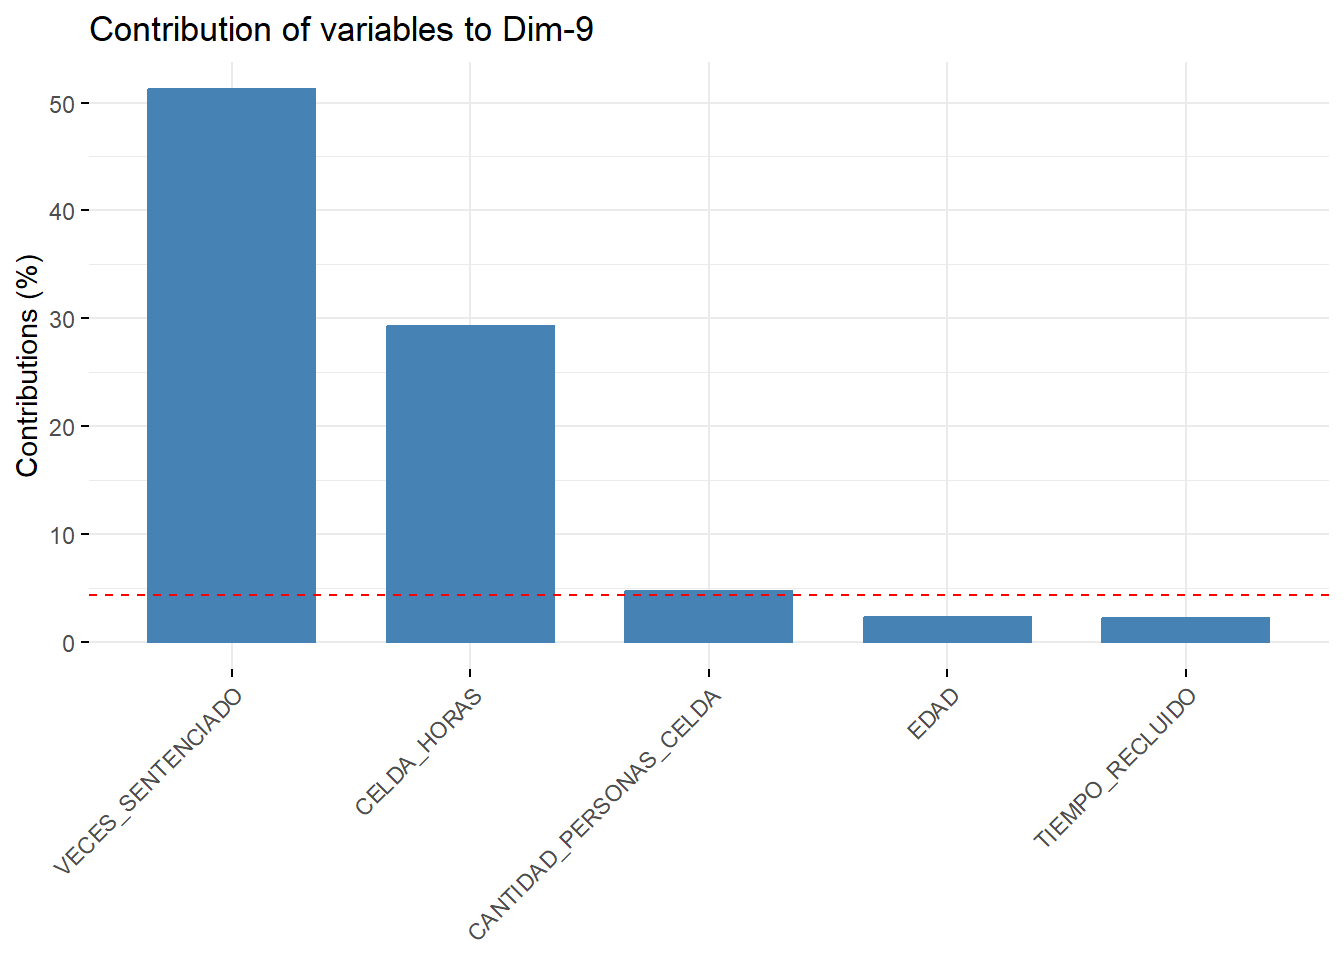 Contribution of variables to Dim-9
Contributions (%)
50
40
30
20
10
0
VECES_SENTENCIADO
CELDA_HORAS
CANTIDAD_PERSONAS_CELDA
EDAD
TIEMPO_RECLUIDO